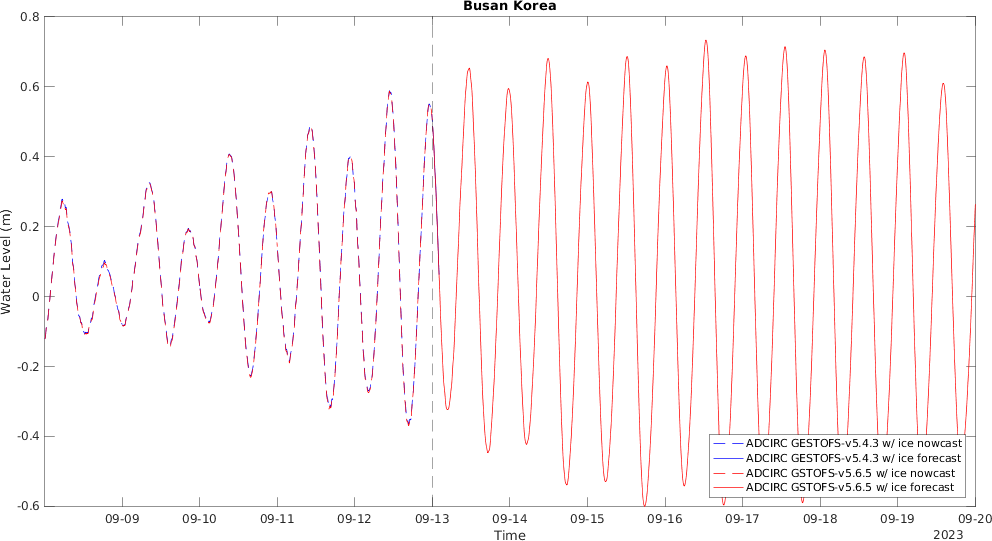 Busan Korea
Water Level (m)
0.8
0.6
0.4
0.2
0
-0.2
-0.4
-0.6
ADCIRC GESTOFS-v5.4.3 w/ ice nowcast
ADCIRC GESTOFS-v5.4.3 w/ ice forecast
ADCIRC GSTOFS-v5.6.5 w/ ice nowcast
ADCIRC GSTOFS-v5.6.5 w/ ice forecast
09-09 09-10 09-11 09-12 09-13 09-14 09-15 09-16 09-17 09-18 09-19 09-20
Time
2023